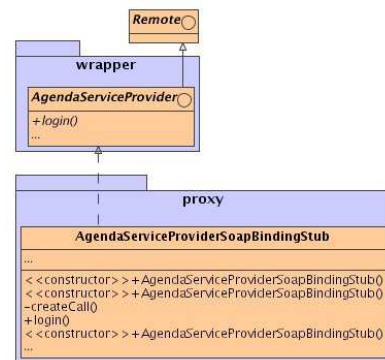 Remote
wrapper
AgendaServiceProvider
+login()
...
proxy
AgendaServiceProviderSoapBindingStub
...
<<constructor>>+AgendaServiceProviderSoapBindingStub()
<<constructor>>+AgendaServiceProviderSoapBindingStub()
-createCall()
+login()
<<constructor>>+AgendaServiceProviderSoapBindingStub()
...